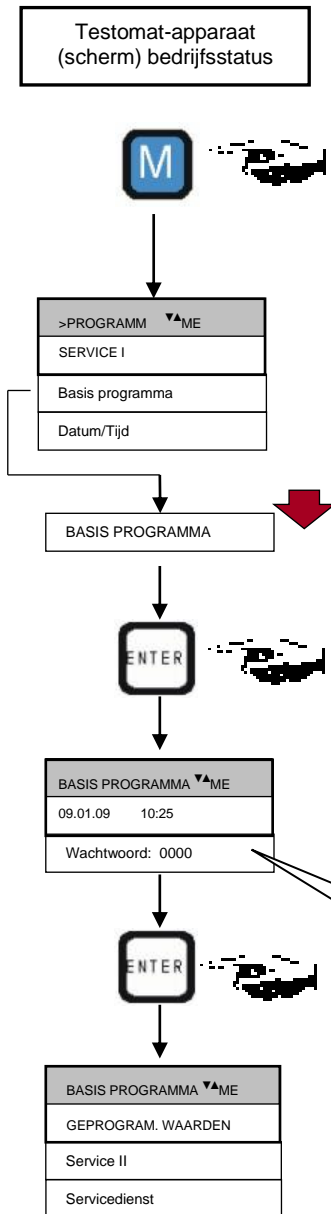 Testomat-apparaat
(scherm) bedrijfsstatus
M
>PROGRAMM ▼▲ME
SERVICE I
Basis programma
Datum/Tijd
BASIS PROGRAMMA
ENTER
BASIS PROGRAMMA ▼▲ME
09.01.09 10:25
Wachtwoord: 0000
ENTER
BASIS PROGRAMMA ▼▲ME
GEPROGRAM. WAARDEN
Service II
Servicedienst